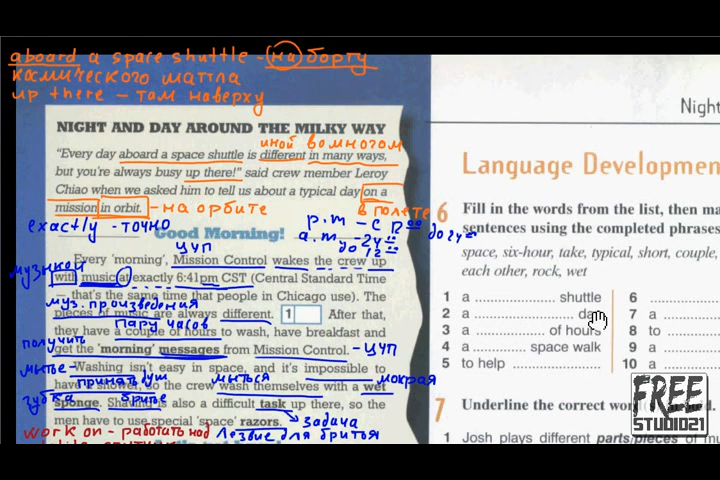 aboard a space shuttle - на борту
космического шатла
up there - там наверху
NIGHT AND DAY AROUND THE MILKY WAY
иной во многом
"Every day aboard a space shuttle is different in many ways,
but you're always busy up there!" said crew member Leroy
Chiao when we asked him to tell us about a typical day on a
mission in orbit. - на орбите
в полете
exactly - точно
p.m - с 12:00 до 24:00
a.m
Good Morning!
ЦУП
Every 'morning', Mission Control wakes the crew up
музыкой
with music at exactly 6:41pm CST (Central Standard Time
– that's the same time that people in Chicago use). The
муз. произведения
pieces of music are always different. 1 After that,
пару часов
they have a couple of hours to wash, have breakfast and
получить
get the 'morning' messages from Mission Control. - ЦУП
мытье -
Washing isn't easy in space, and it's impossible to
принять душ
have a shower, so the crew wash themselves with a wet
мыться
мокрая
губка
бритье
sponge. Shaving is also a difficult task up there, so the
задача
men have to use special 'space' razors.
work on - работать над
лезвие для бритья
Night
Language Developmen
6 Fill in the words from the list, then ma
sentences using the completed phrases
space, six-hour, take, typical, short, couple,
each other, rock, wet
1 a .................. shuttle
2 a .................. da
3 a .................. of hours
4 a .................. space walk
5 to help ..................
6
7 a
8 to
9 a
10 a
7 Underline the correct wor
1 Josh plays different parts/pieces of mu
FREE
STUDIO21